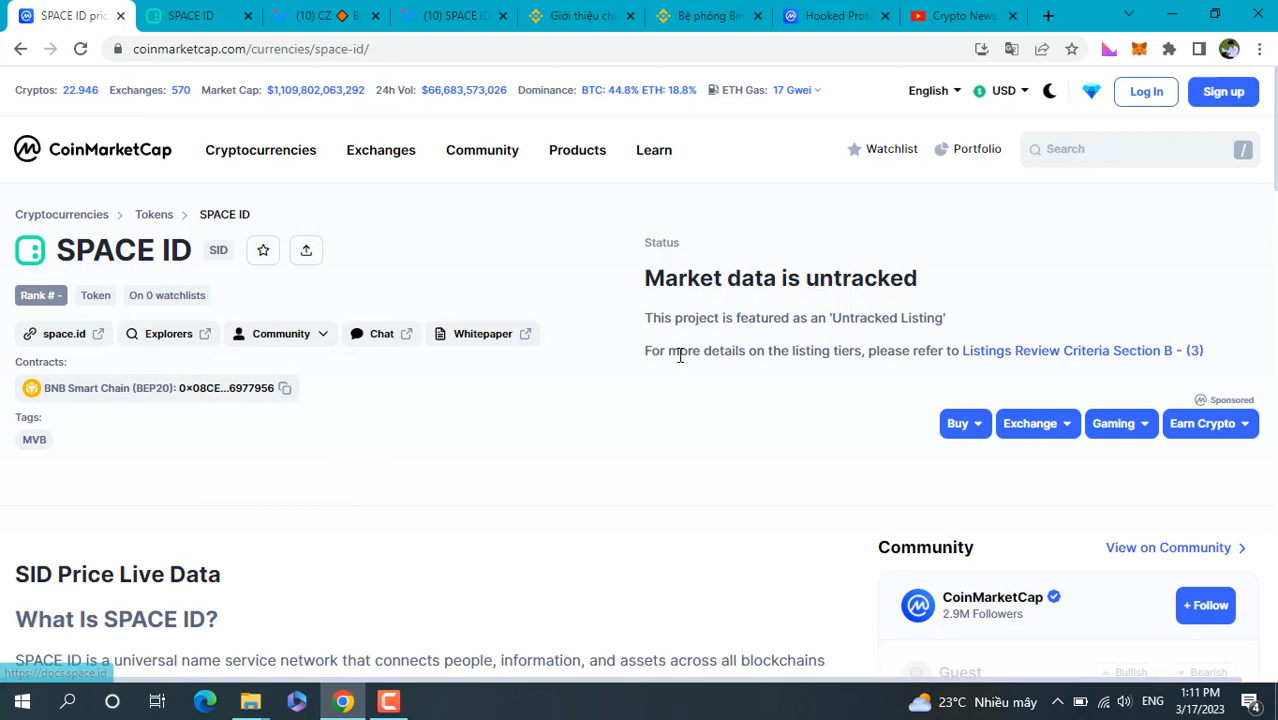 SPACE ID pric
SPACE ID
(10) CZ 🔶 B
(10) SPACE ID
Giới thiệu ch
Bệ phóng Bin
Hooked Prot
Crypto News
coinmarketcap.com/currencies/space-id/
Cryptos: 22.946 Exchanges: 570 Market Cap: $1,109,802,063,292 24h Vol: $66,683,573,026 Dominance: BTC: 44.8% ETH: 18.8% ETH Gas: 17 Gwei English USD Log In Sign up
CoinMarketCap Cryptocurrencies Exchanges Community Products Learn Watchlist Portfolio Search /
Cryptocurrencies Tokens SPACE ID
SPACE ID SID
Rank # - Token On 0 watchlists
space.id Explorers Community Chat Whitepaper
Contracts:
BNB Smart Chain (BEP20): 0x08CE...6977956
Tags:
MVB
Status
Market data is untracked
This project is featured as an 'Untracked Listing'
For more details on the listing tiers, please refer to Listings Review Criteria Section B - (3)
Sponsored
Buy Exchange Gaming Earn Crypto
SID Price Live Data
What Is SPACE ID?
SPACE ID is a universal name service network that connects people, information, and assets across all blockchains
Community View on Community
CoinMarketCap
2.9M Followers
+ Follow
Guest Bullish Bearish
https://docs.space.id
23°C Nhiều mây ENG 1:11 PM
3/17/2023
4